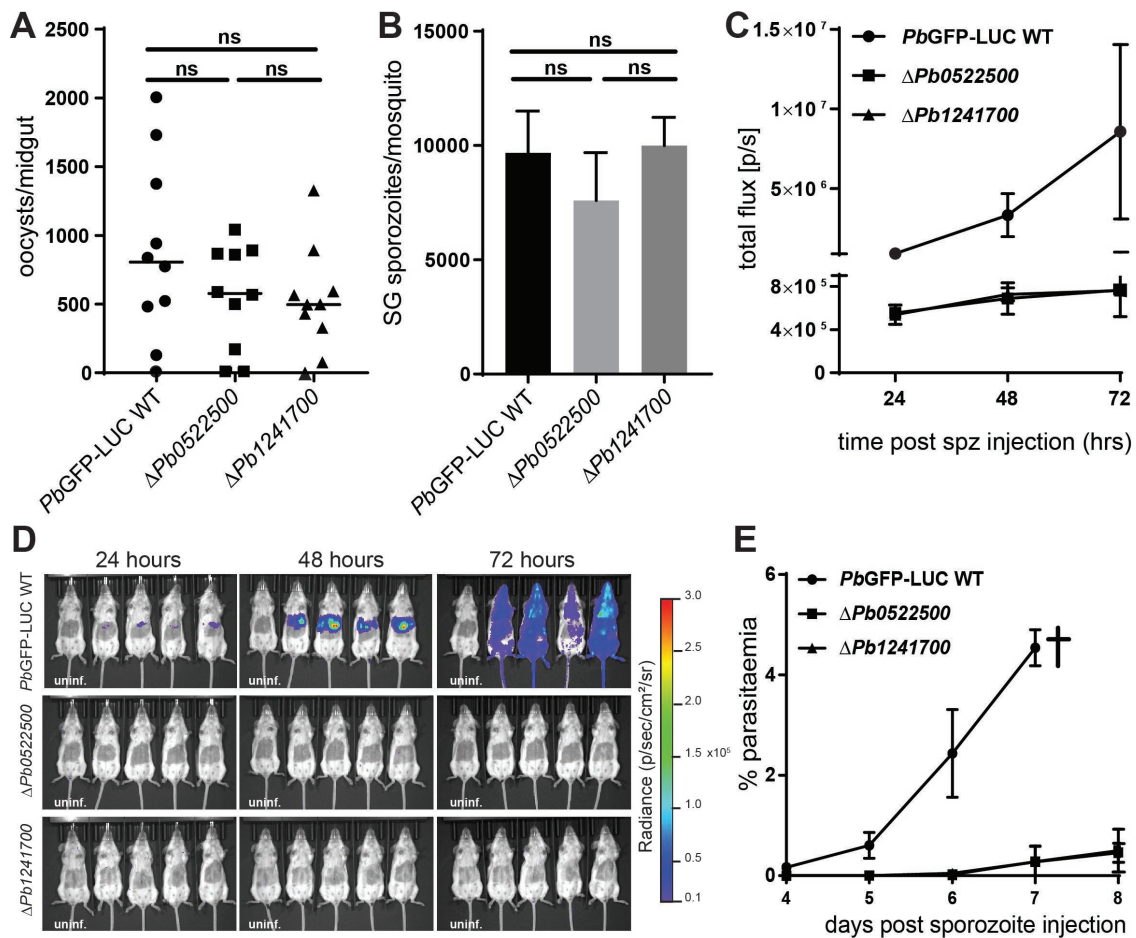 A
2500
2000
1500
1000
500
0
oocysts/midgut
ns
ns
ns
PbGFP-LUC WT
ΔPb0522500
ΔPb1241700
B
15000
10000
5000
0
SG sporozoites/mosquito
ns
ns
ns
PbGFP-LUC WT
ΔPb0522500
ΔPb1241700
C
1.5×10⁷
1×10⁷
5×10⁶
8×10⁵
4×10⁵
0
total flux [p/s]
PbGFP-LUC WT
ΔPb0522500
ΔPb1241700
24 48 72
time post spz injection (hrs)
D
24 hours 48 hours 72 hours
PbGFP-LUC WT
uninf. uninf. uninf.
ΔPb0522500
uninf. uninf. uninf.
ΔPb1241700
uninf. uninf. uninf.
3.0
2.5
2.0
1.5 x10⁵
1.0
0.5
0.1
Radiance (p/sec/cm²/sr)
E
6
4
2
0
% parasitaemia
PbGFP-LUC WT
ΔPb0522500
ΔPb1241700
†
4 5 6 7 8
days post sporozoite injection